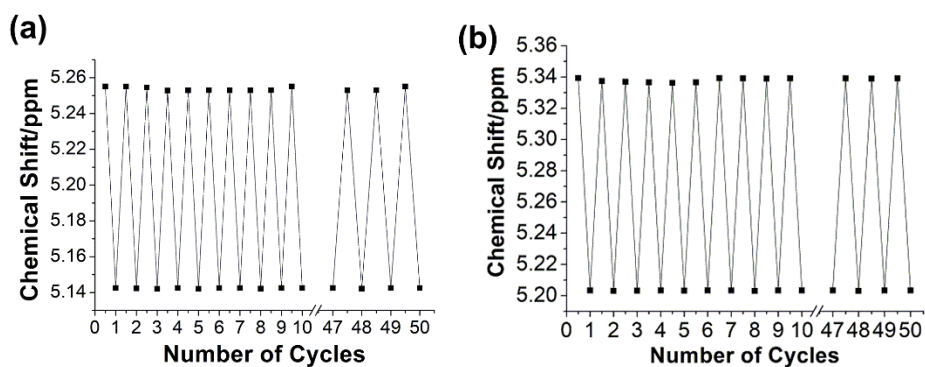 (a)
Chemical Shift/ppm
5.26
5.24
5.22
5.20
5.18
5.16
5.14
0 1 2 3 4 5 6 7 8 9 10 47 48 49 50
Number of Cycles
(b)
Chemical Shift/ppm
5.36
5.34
5.32
5.30
5.28
5.26
5.24
5.22
5.20
0 1 2 3 4 5 6 7 8 9 10 47 48 49 50
Number of Cycles